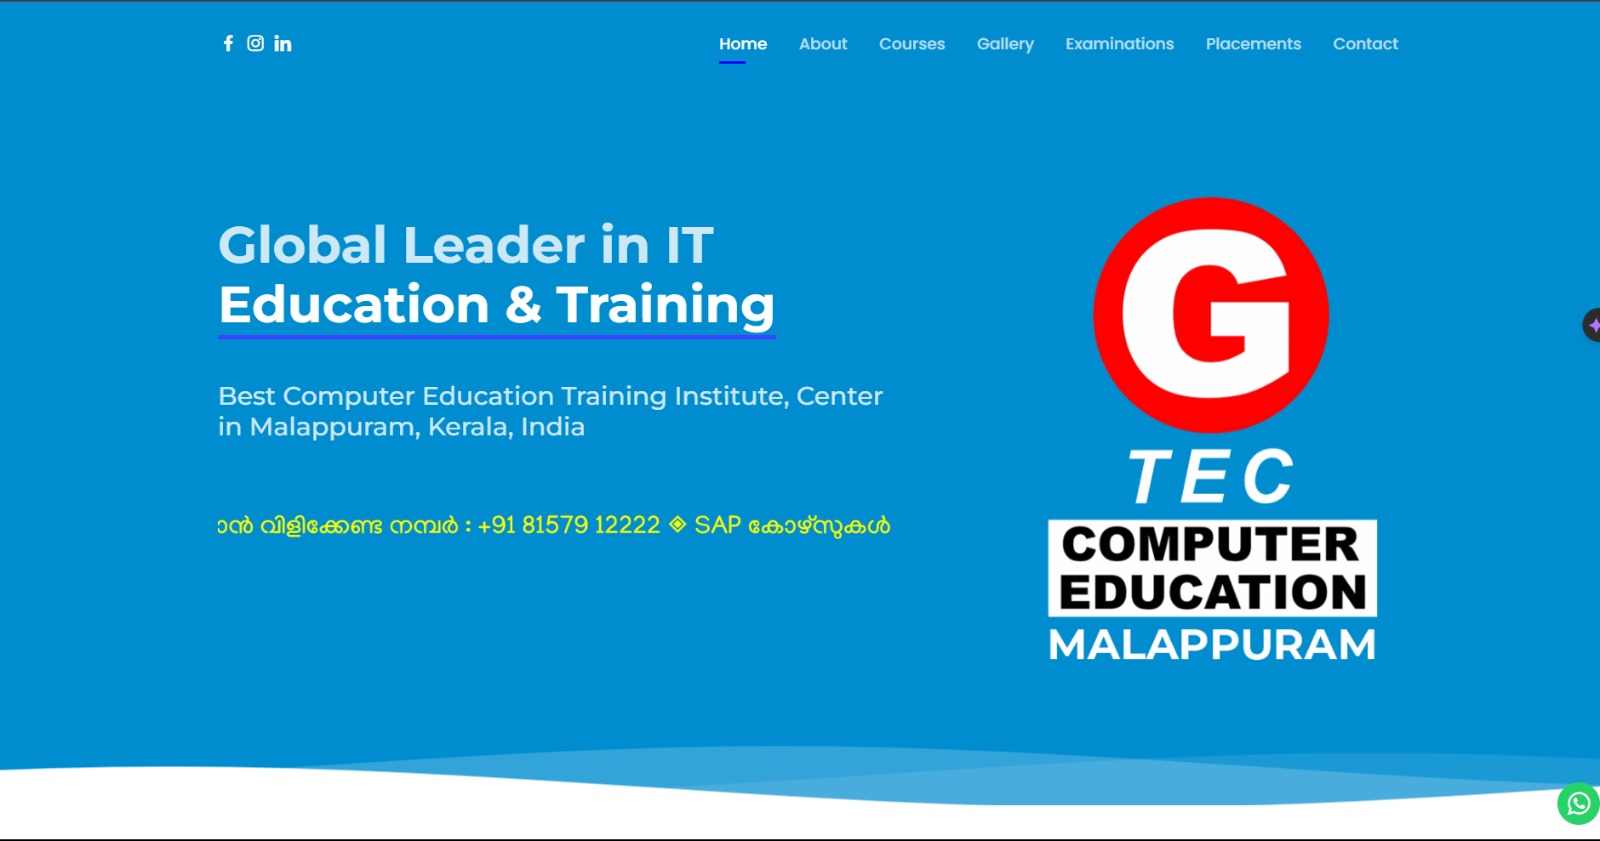 Home About Courses Gallery Examinations Placements Contact
Global Leader in IT
Education & Training
Best Computer Education Training Institute, Center
in Malappuram, Kerala, India
വിളിക്കേണ്ട നമ്പർ : +91 81579 12222 ◈ SAP കോഴ്സുകൾ
G
TEC
COMPUTER
EDUCATION
MALAPPURAM